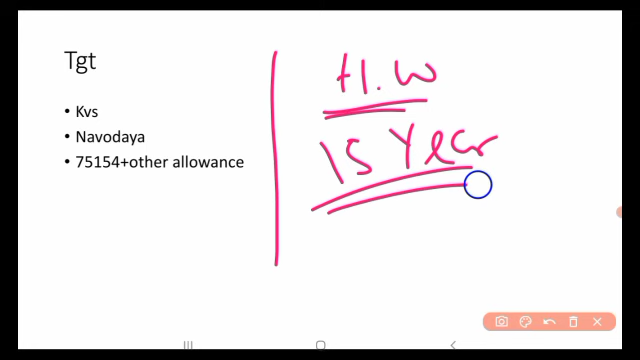 Tgt
• Kvs
• Navodaya
• 75154+other allowance
H.W
15 Year